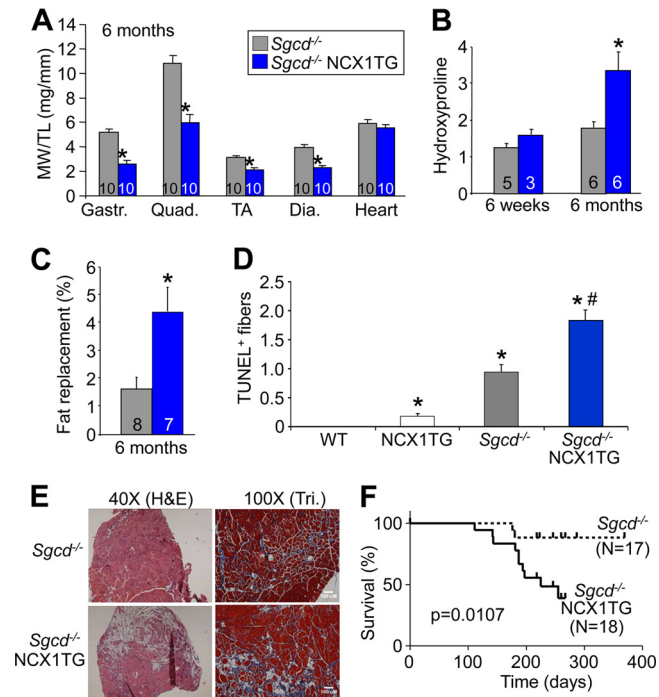 A
6 months
Sgcd-/-
Sgcd-/- NCX1TG
MW/TL (mg/mm)
14
12
10
8
6
4
2
0
10 10 10 10 10 10 10 10 10 10
Gastr. Quad. TA Dia. Heart
B
Hydroxyproline
4
3
2
1
0
*
5 3 6 6
6 weeks 6 months
C
Fat replacement (%)
6
5
4
3
2
1
0
*
8 7
6 months
D
TUNEL+ fibers
2.5
2.0
1.5
1.0
0.5
0
* * * #
WT NCX1TG Sgcd-/- Sgcd-/-
NCX1TG
E
40X (H&E) 100X (Tri.)
Sgcd-/-
Sgcd-/-
NCX1TG
100 uM
100 uM
F
Survival (%)
100
50
0
Sgcd-/-
(N=17)
Sgcd-/-
NCX1TG
(N=18)
p=0.0107
0 100 200 300 400
Time (days)